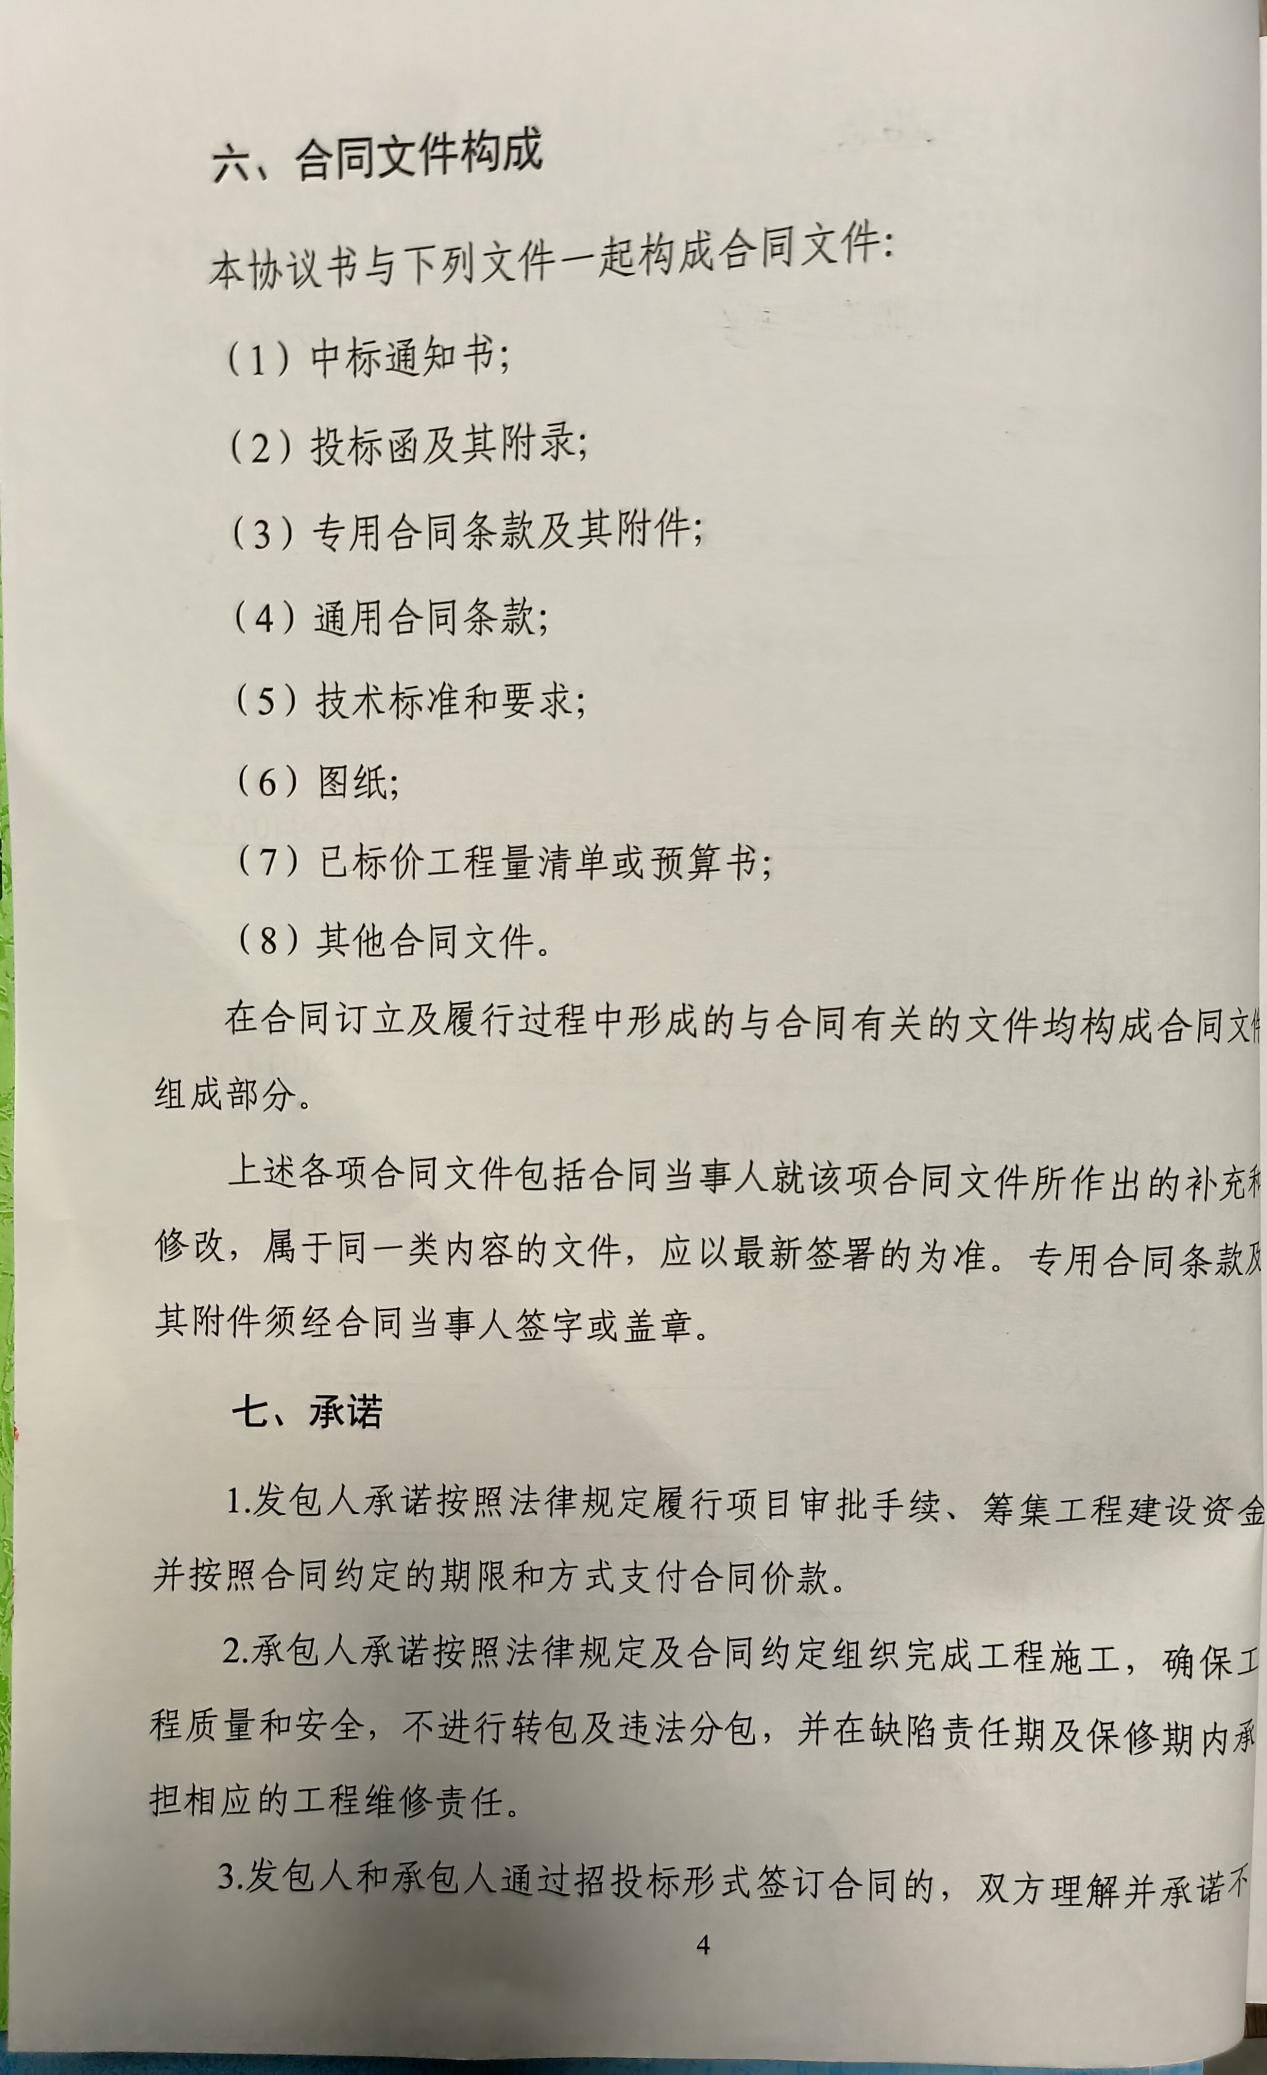 六、合同文件构成
本协议书与下列文件一起构成合同文件:
（1）中标通知书;
（2）投标函及其附录;
（3）专用合同条款及其附件;
（4）通用合同条款;
（5）技术标准和要求;
（6）图纸;
（7）已标价工程量清单或预算书;
（8）其他合同文件。
在合同订立及履行过程中形成的与合同有关的文件均构成合同文件
组成部分。
上述各项合同文件包括合同当事人就该项合同文件所作出的补充和
修改，属于同一类内容的文件，应以最新签署的为准。专用合同条款及
其附件须经合同当事人签字或盖章。
七、承诺
1.发包人承诺按照法律规定履行项目审批手续、筹集工程建设资金
并按照合同约定的期限和方式支付合同价款。
2.承包人承诺按照法律规定及合同约定组织完成工程施工，确保工
程质量和安全，不进行转包及违法分包，并在缺陷责任期及保修期内承
担相应的工程维修责任。
3.发包人和承包人通过招投标形式签订合同的，双方理解并承诺不
4